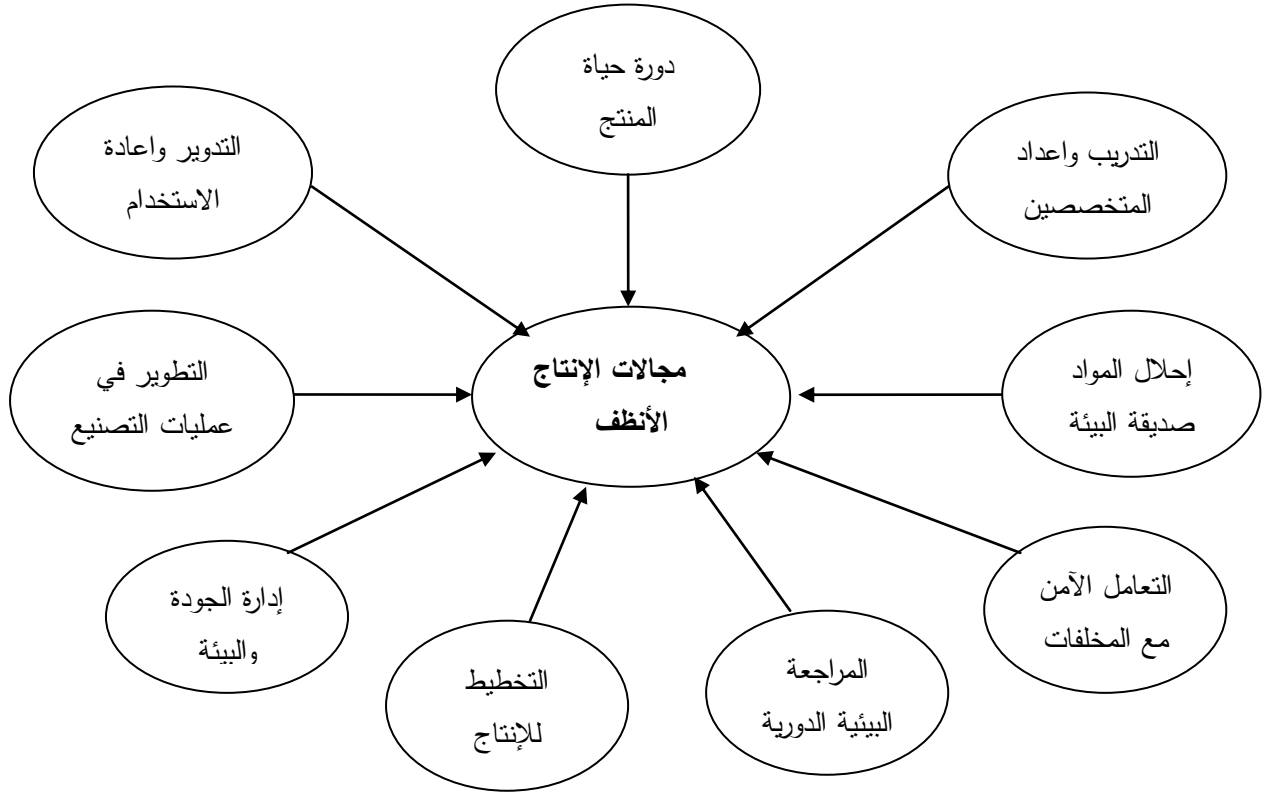 دورة حياة
المنتج
التدريب واعداد
المتخصصين
التدوير واعادة
الاستخدام
إحلال المواد
صديقة البيئة
مجالات الإنتاج
الأنظف
التطوير في
عمليات التصنيع
التعامل الآمن
مع المخلفات
إدارة الجودة
والبيئة
المراجعة
البيئية الدورية
التخطيط
للإنتاج